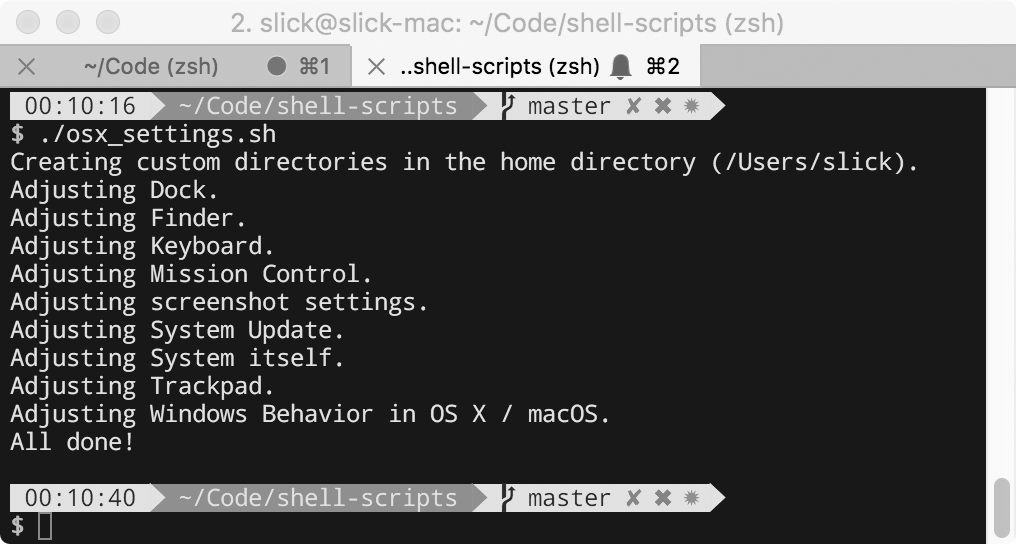 2. slick@slick-mac: ~/Code/shell-scripts (zsh)
~/Code (zsh) ● ⌘1 ..shell-scripts (zsh) 🔔 ⌘2
00:10:16 ~/Code/shell-scripts master ✘ ✖ ✹
$ ./osx_settings.sh
Creating custom directories in the home directory (/Users/slick).
Adjusting Dock.
Adjusting Finder.
Adjusting Keyboard.
Adjusting Mission Control.
Adjusting screenshot settings.
Adjusting System Update.
Adjusting System itself.
Adjusting Trackpad.
Adjusting Windows Behavior in OS X / macOS.
All done!
00:10:40 ~/Code/shell-scripts master ✘ ✖ ✹
$